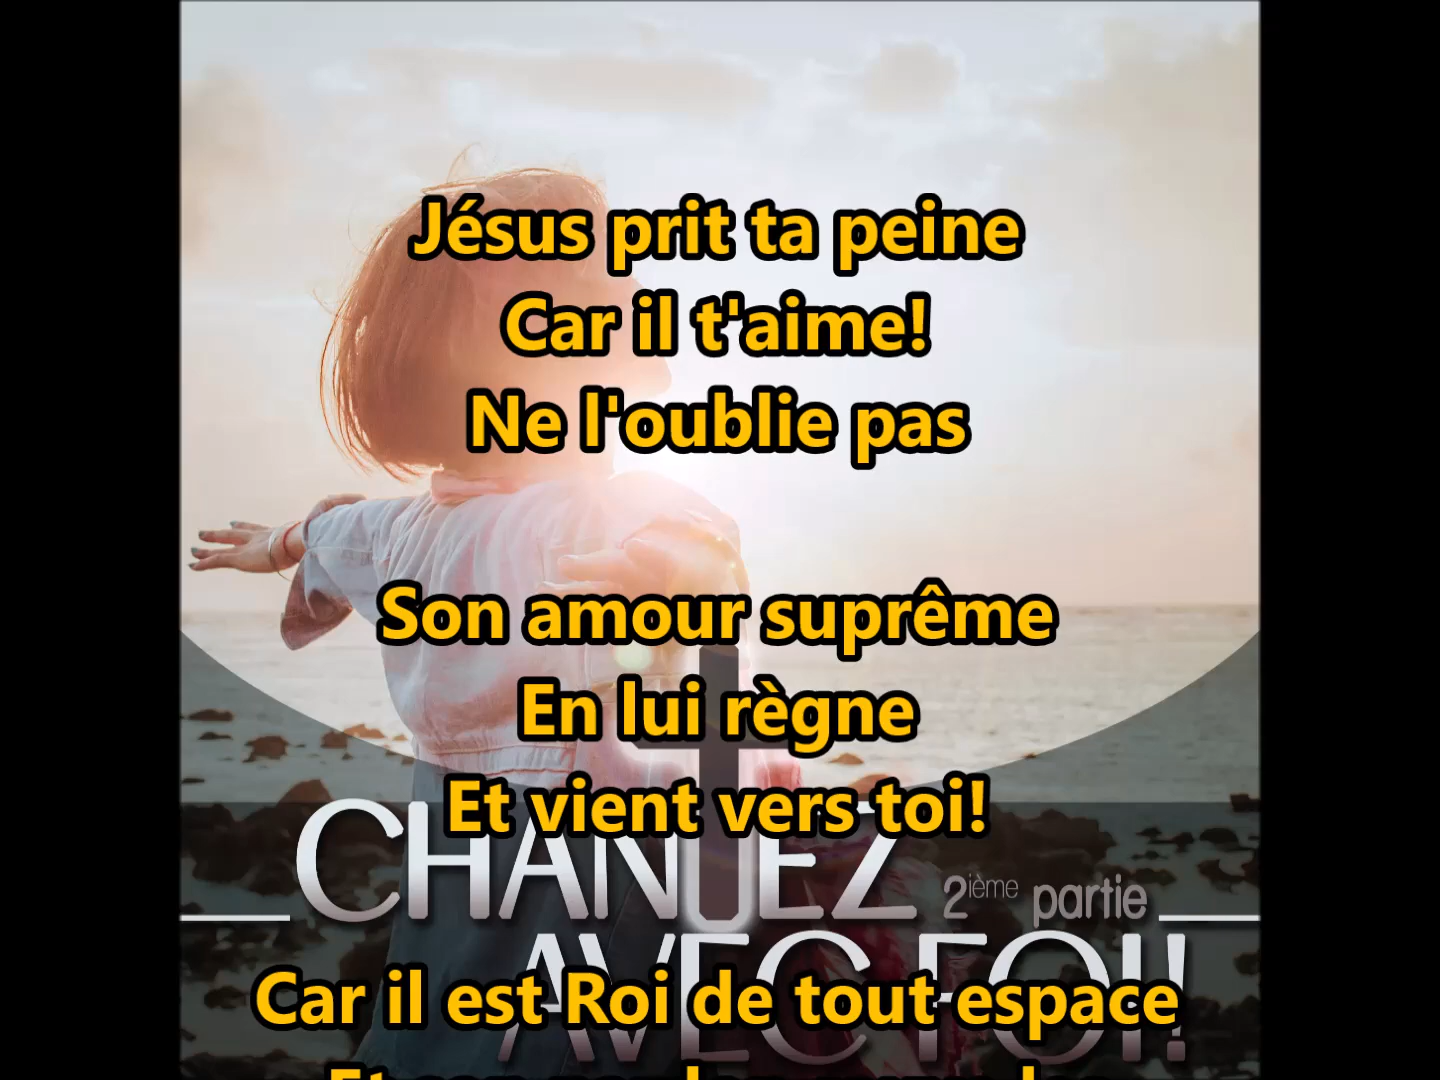 Jésus prit ta peine
Car il t'aime!
Ne l'oublie pas
Son amour suprême
En lui règne
Et vient vers toi!
CHANTEZ 2ième partie
AVEC FOI!
Car il est Roi de tout espace